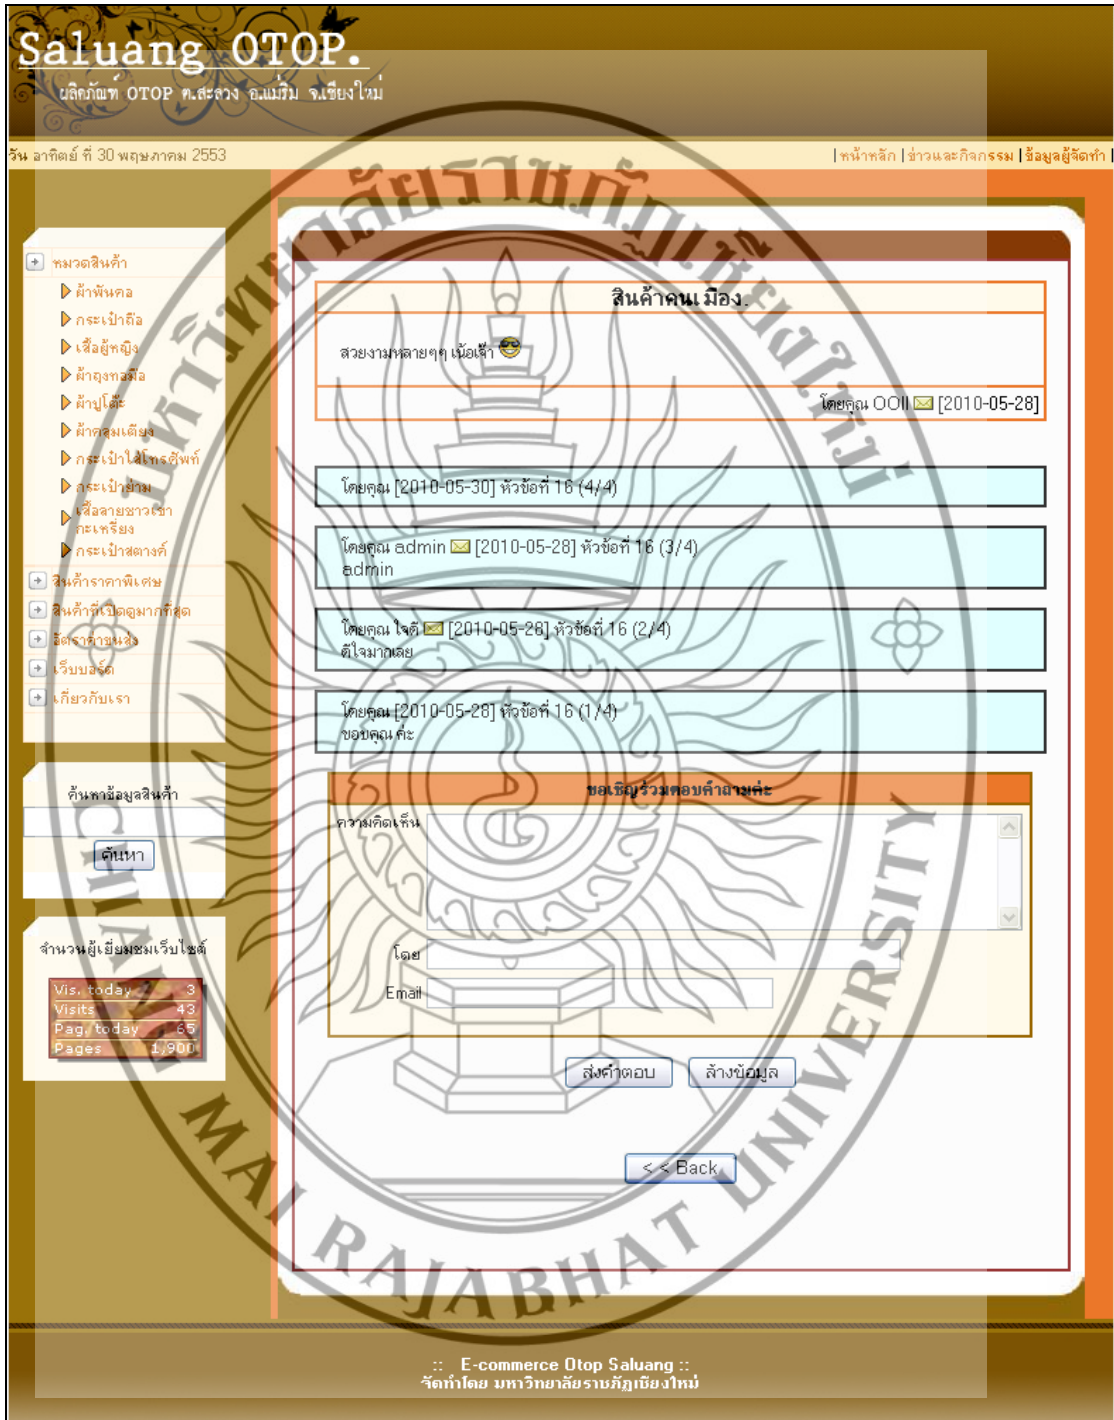 Saluang OTOP.
ผลิตภัณฑ์ OTOP ต.สะลวง อ.แม่ริม จ.เชียงใหม่
วัน อาทิตย์ ที่ 30 พฤษภาคม 2553
|หน้าหลัก |ข่าวและกิจกรรม |ข้อมูลผู้จัดทำ |
หมวดสินค้า
ผ้าพันคอ
กระเป๋าถือ
เสื้อผู้หญิง
ผ้าถุงทอมือ
ผ้าปูโต๊ะ
ผ้าคลุมเตียง
กระเป๋าใส่โทรศัพท์
กระเป๋าย่าม
เสื้อลายชาวเขา
กะเหรี่ยง
กระเป๋าสตางค์
สินค้าราคาพิเศษ
สินค้าที่เปิดดูมากที่สุด
อัตราค่าขนส่ง
เว็บบอร์ด
เกี่ยวกับเรา
ค้นหาข้อมูลสินค้า
ค้นหา
จำนวนผู้เยี่ยมชมเว็บไซต์
Vis. today 3
Visits 43
Pag. today 65
Pages 1,900
สินค้าคนเมือง.
สวยงามหลายๆๆ เน้อเจ้า
โดยคุณ OOII [2010-05-28]
โดยคุณ [2010-05-30] หัวข้อที่ 16 (4/4)
โดยคุณ admin [2010-05-28] หัวข้อที่ 16 (3/4)
admin
โดยคุณ ใจดี [2010-05-28] หัวข้อที่ 16 (2/4)
ดีใจมากเลย
โดยคุณ [2010-05-28] หัวข้อที่ 16 (1/4)
ขอบคุณ ค่ะ
ขอเชิญร่วมตอบคำถามค่ะ
ความคิดเห็น
โดย
Email
ส่งคำตอบ ล้างข้อมูล
< < Back
:: E-commerce Otop Saluang ::
จัดทำโดย มหาวิทยาลัยราชภัฏเชียงใหม่
มหาวิทยาลัยราชภัฏเชียงใหม่
CHIANG MAI RAJABHAT UNIVERSITY